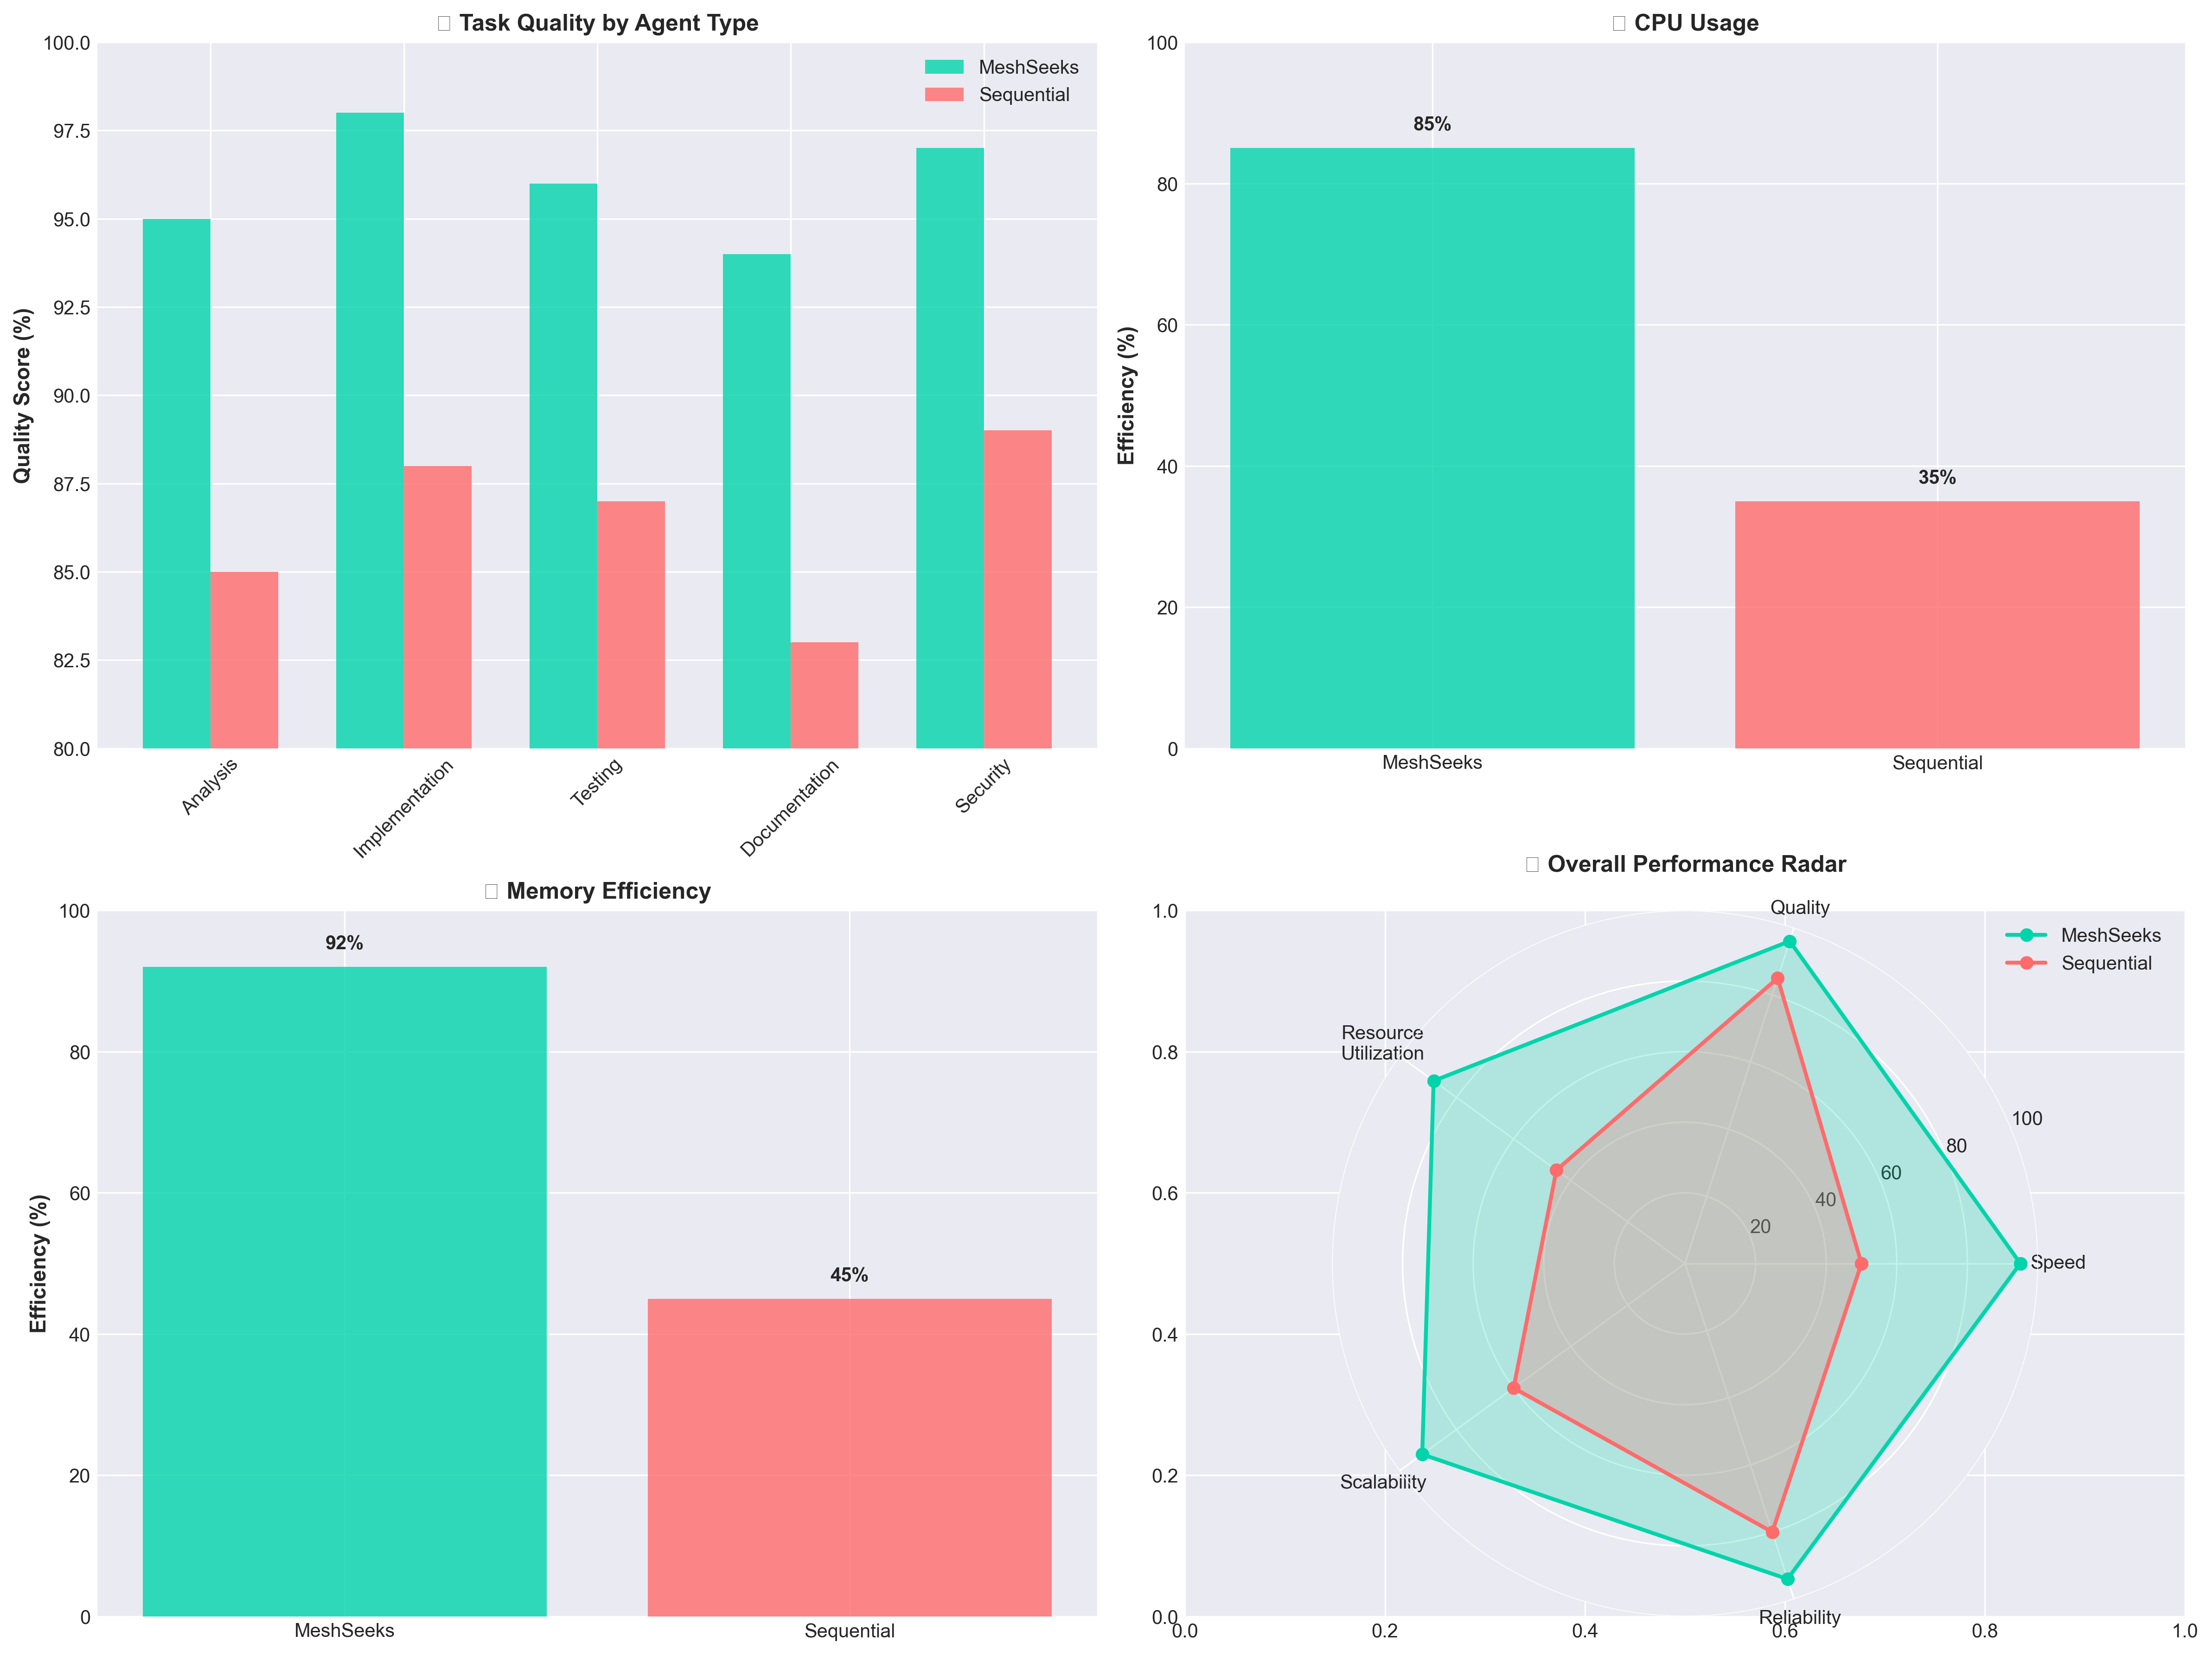 Task Quality by Agent Type
100.0
97.5
95.0
92.5
90.0
87.5
85.0
82.5
80.0
Quality Score (%)
MeshSeeks
Sequential
Analysis
Implementation
Testing
Documentation
Security
CPU Usage
100
80
60
40
20
0
Efficiency (%)
85%
35%
MeshSeeks
Sequential
Memory Efficiency
100
80
60
40
20
0
Efficiency (%)
92%
45%
MeshSeeks
Sequential
Overall Performance Radar
1.0
0.8
0.6
0.4
0.2
0.0
0.0
0.2
0.4
0.6
0.8
1.0
MeshSeeks
Sequential
Quality
Resource
Utilization
Speed
Scalability
Reliability
100
80
60
40
20